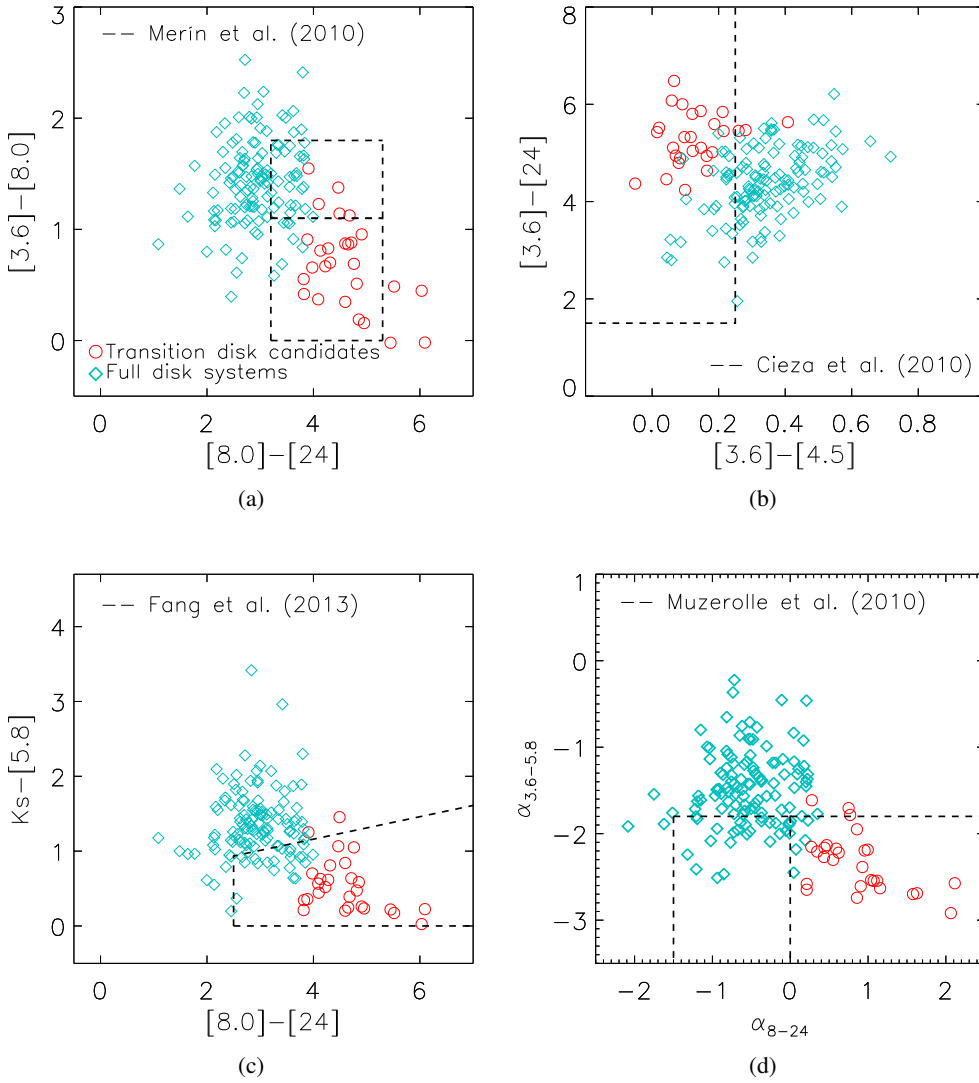 3
2
1
0
[3.6]−[8.0]
−− Merín et al. (2010)
○ Transition disk candidates
◇ Full disk systems
0 2 4 6
[8.0]−[24]
(a)
8
6
4
2
0
[3.6]−[24]
−− Cieza et al. (2010)
0.0 0.2 0.4 0.6 0.8
[3.6]−[4.5]
(b)
4
3
2
1
0
Ks−[5.8]
−− Fang et al. (2013)
0 2 4 6
[8.0]−[24]
(c)
1
0
−1
−2
−3
α3.6−5.8
−− Muzerolle et al. (2010)
−2 −1 0 1 2
α8−24
(d)